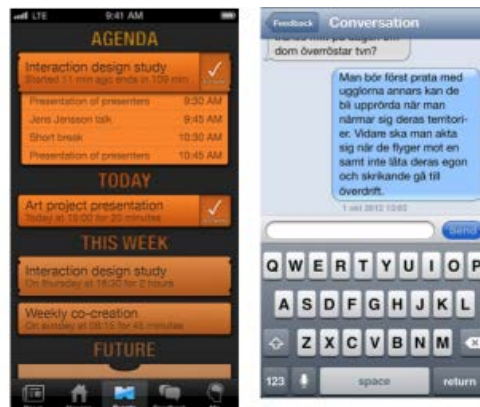 LTE
9:41 AM
AGENDA
Interaction design study
Started 11 min ago ends in 109 min
Presentation of presenters 9:30 AM
Jens Jensson talk 9:45 AM
Short break 10:30 AM
Presentation of presenters 10:45 AM
TODAY
Art project presentation
Today at 18:00 for 20 minutes
THIS WEEK
Interaction design study
On thursday at 16:30 for 2 hours
Weekly co-creation
On sunday at 08:15 for 45 minutes
FUTURE
Feedback
Conversation
dom överröstar tvn?
Man bör först prata med
ugglorna annars kan de
bli upprörda när man
närmar sig deras territori-
er. Vidare ska man akta
sig när de flyger mot en
samt inte låta deras egon
och skrikande gå till
överdrift.
1 okt 2012 13:02
Send
Q W E R T Y U I O P
A S D F G H J K L
Z X C V B N M
123 space return